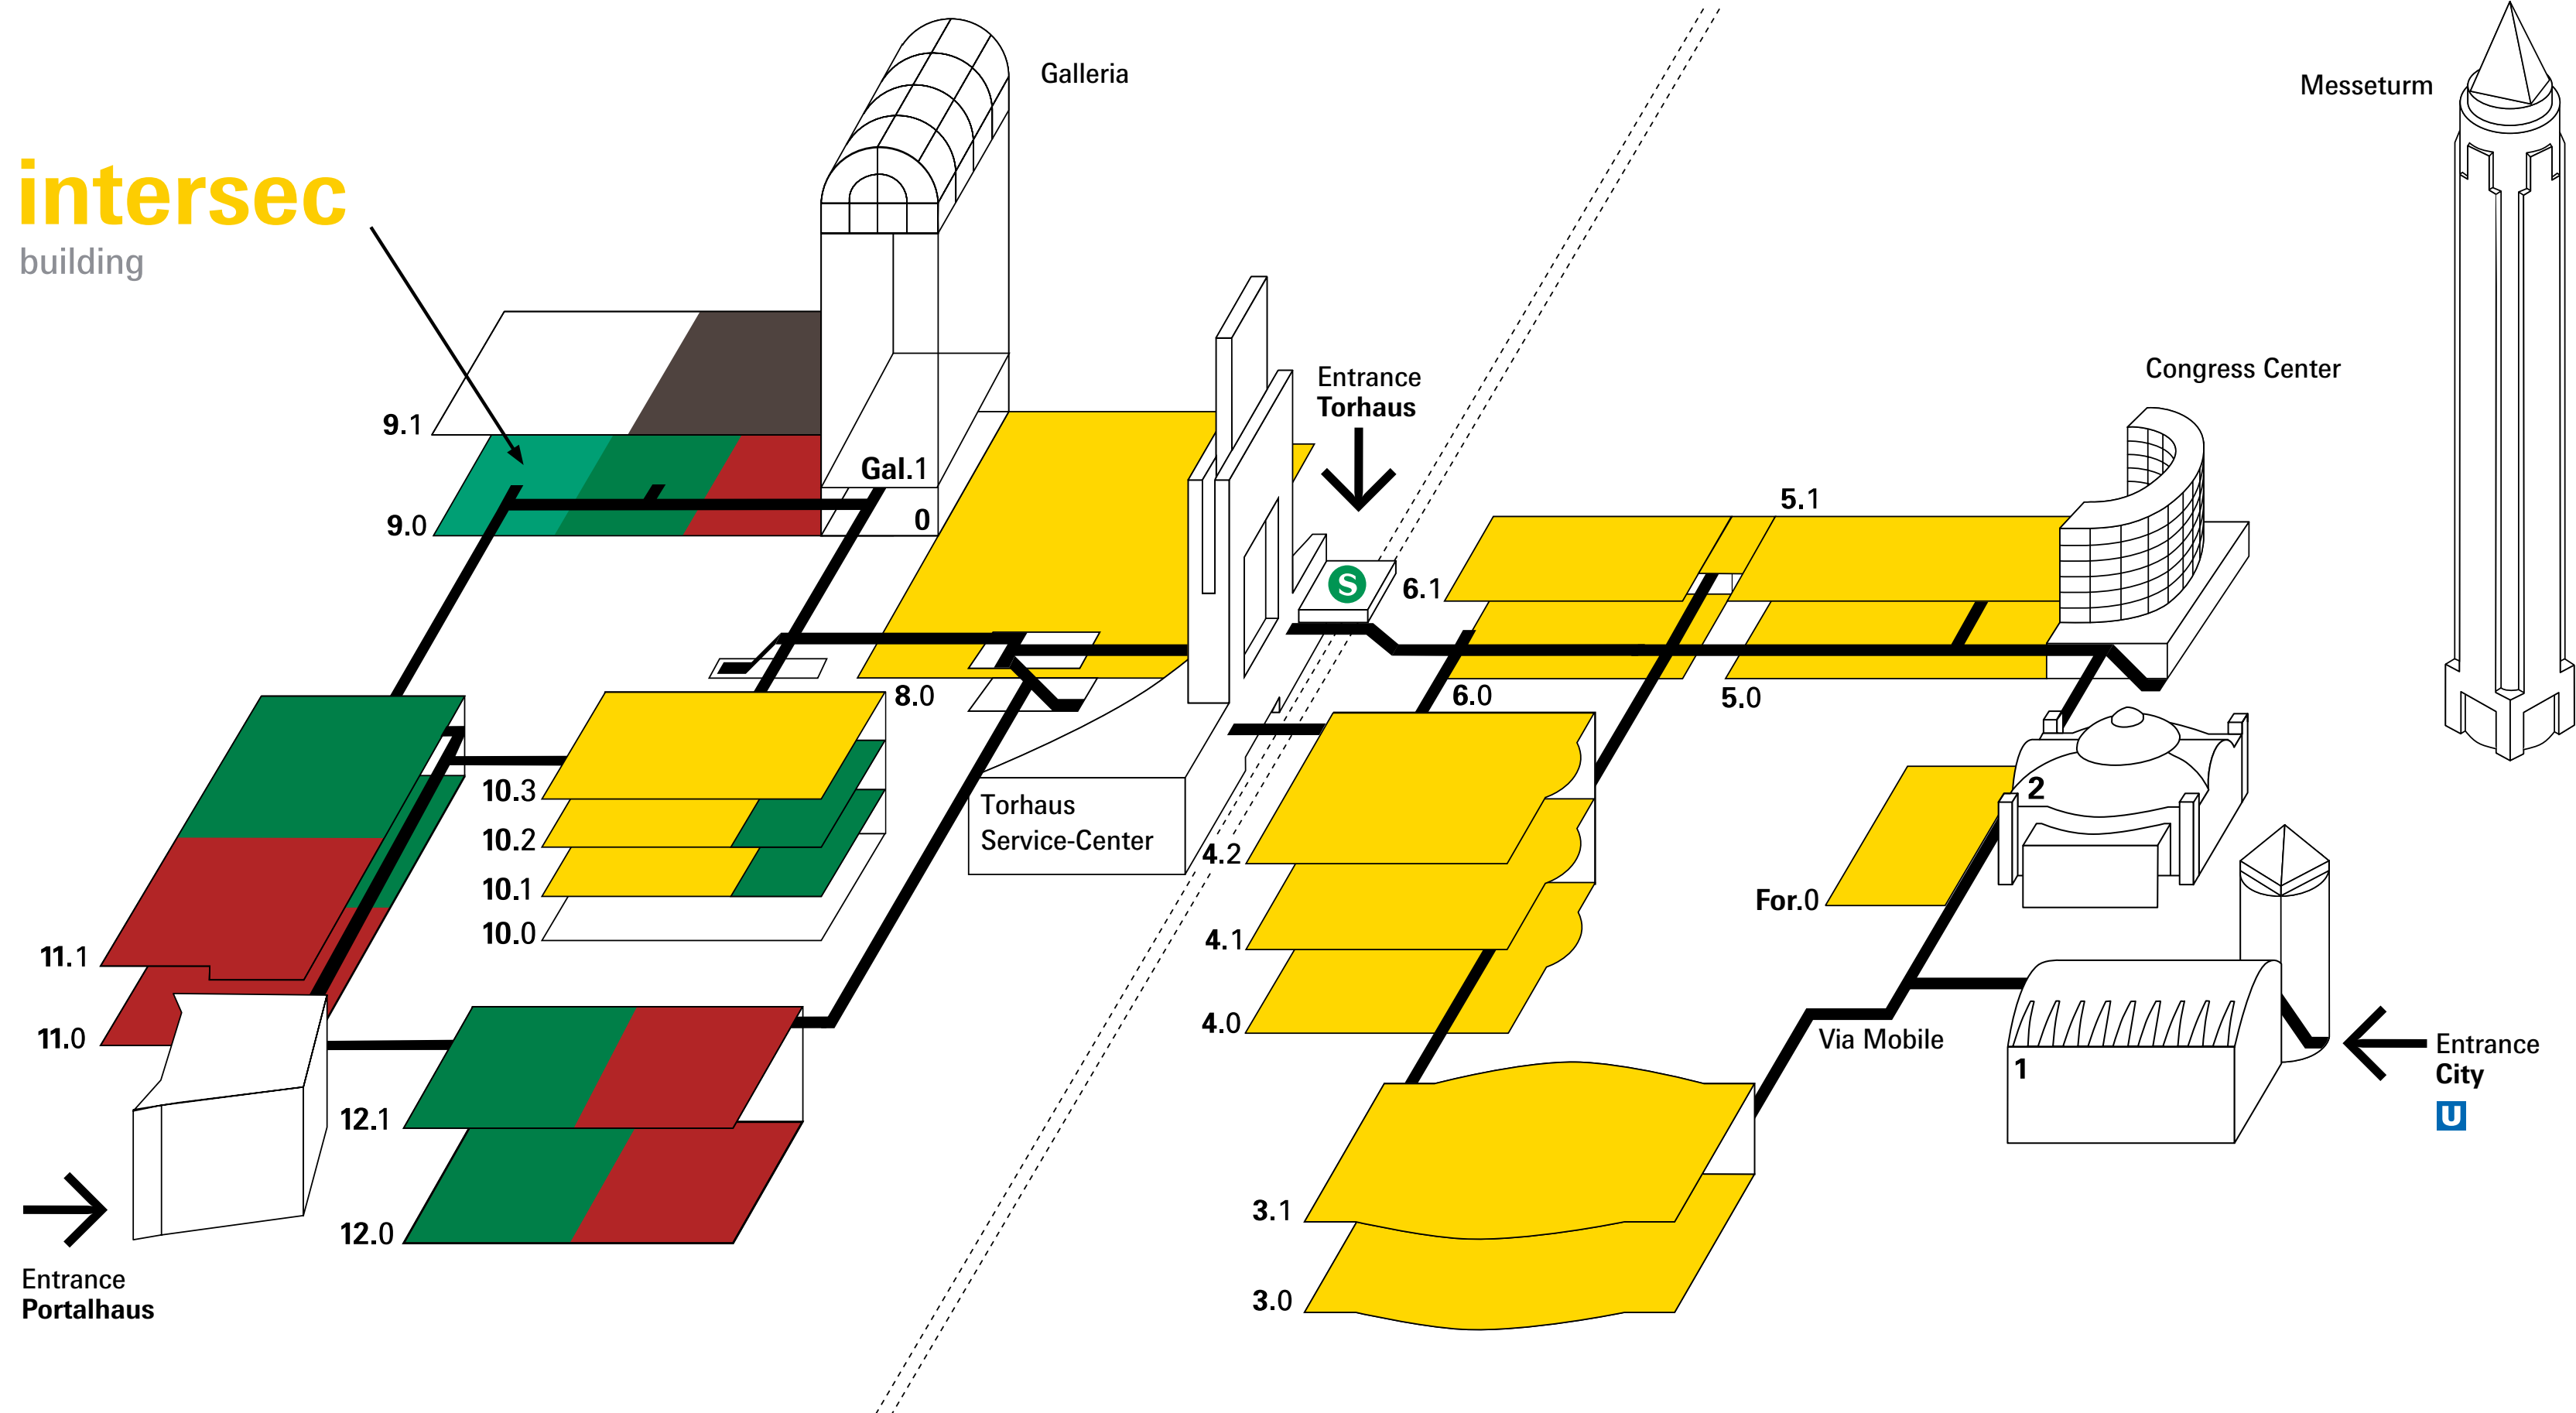 Galleria
Messeturm
intersec
building
Entrance
Torhaus
Congress Center
9.1
Gal.1
9.0
0
5.1
S
6.1
8.0
6.0
5.0
10.3
2
Torhaus
Service-Center
10.2
4.2
10.1
For.0
10.0
4.1
11.1
4.0
11.0
Via Mobile
Entrance
City
U
1
12.1
3.1
12.0
Entrance
Portalhaus
3.0